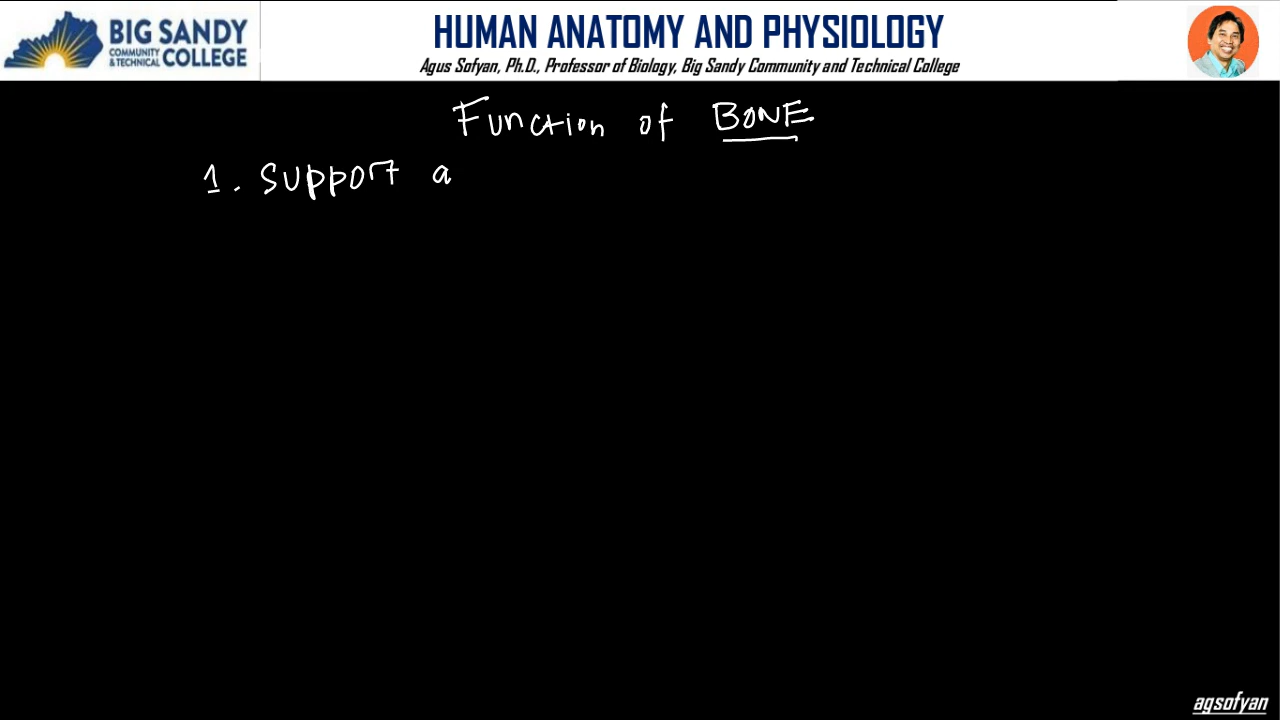 BIG SANDY
COMMUNITY
& TECHNICAL COLLEGE
HUMAN ANATOMY AND PHYSIOLOGY
Agus Sofyan, Ph.D., Professor of Biology, Big Sandy Community and Technical College
Function of BONE
1. Support a
agsofyan